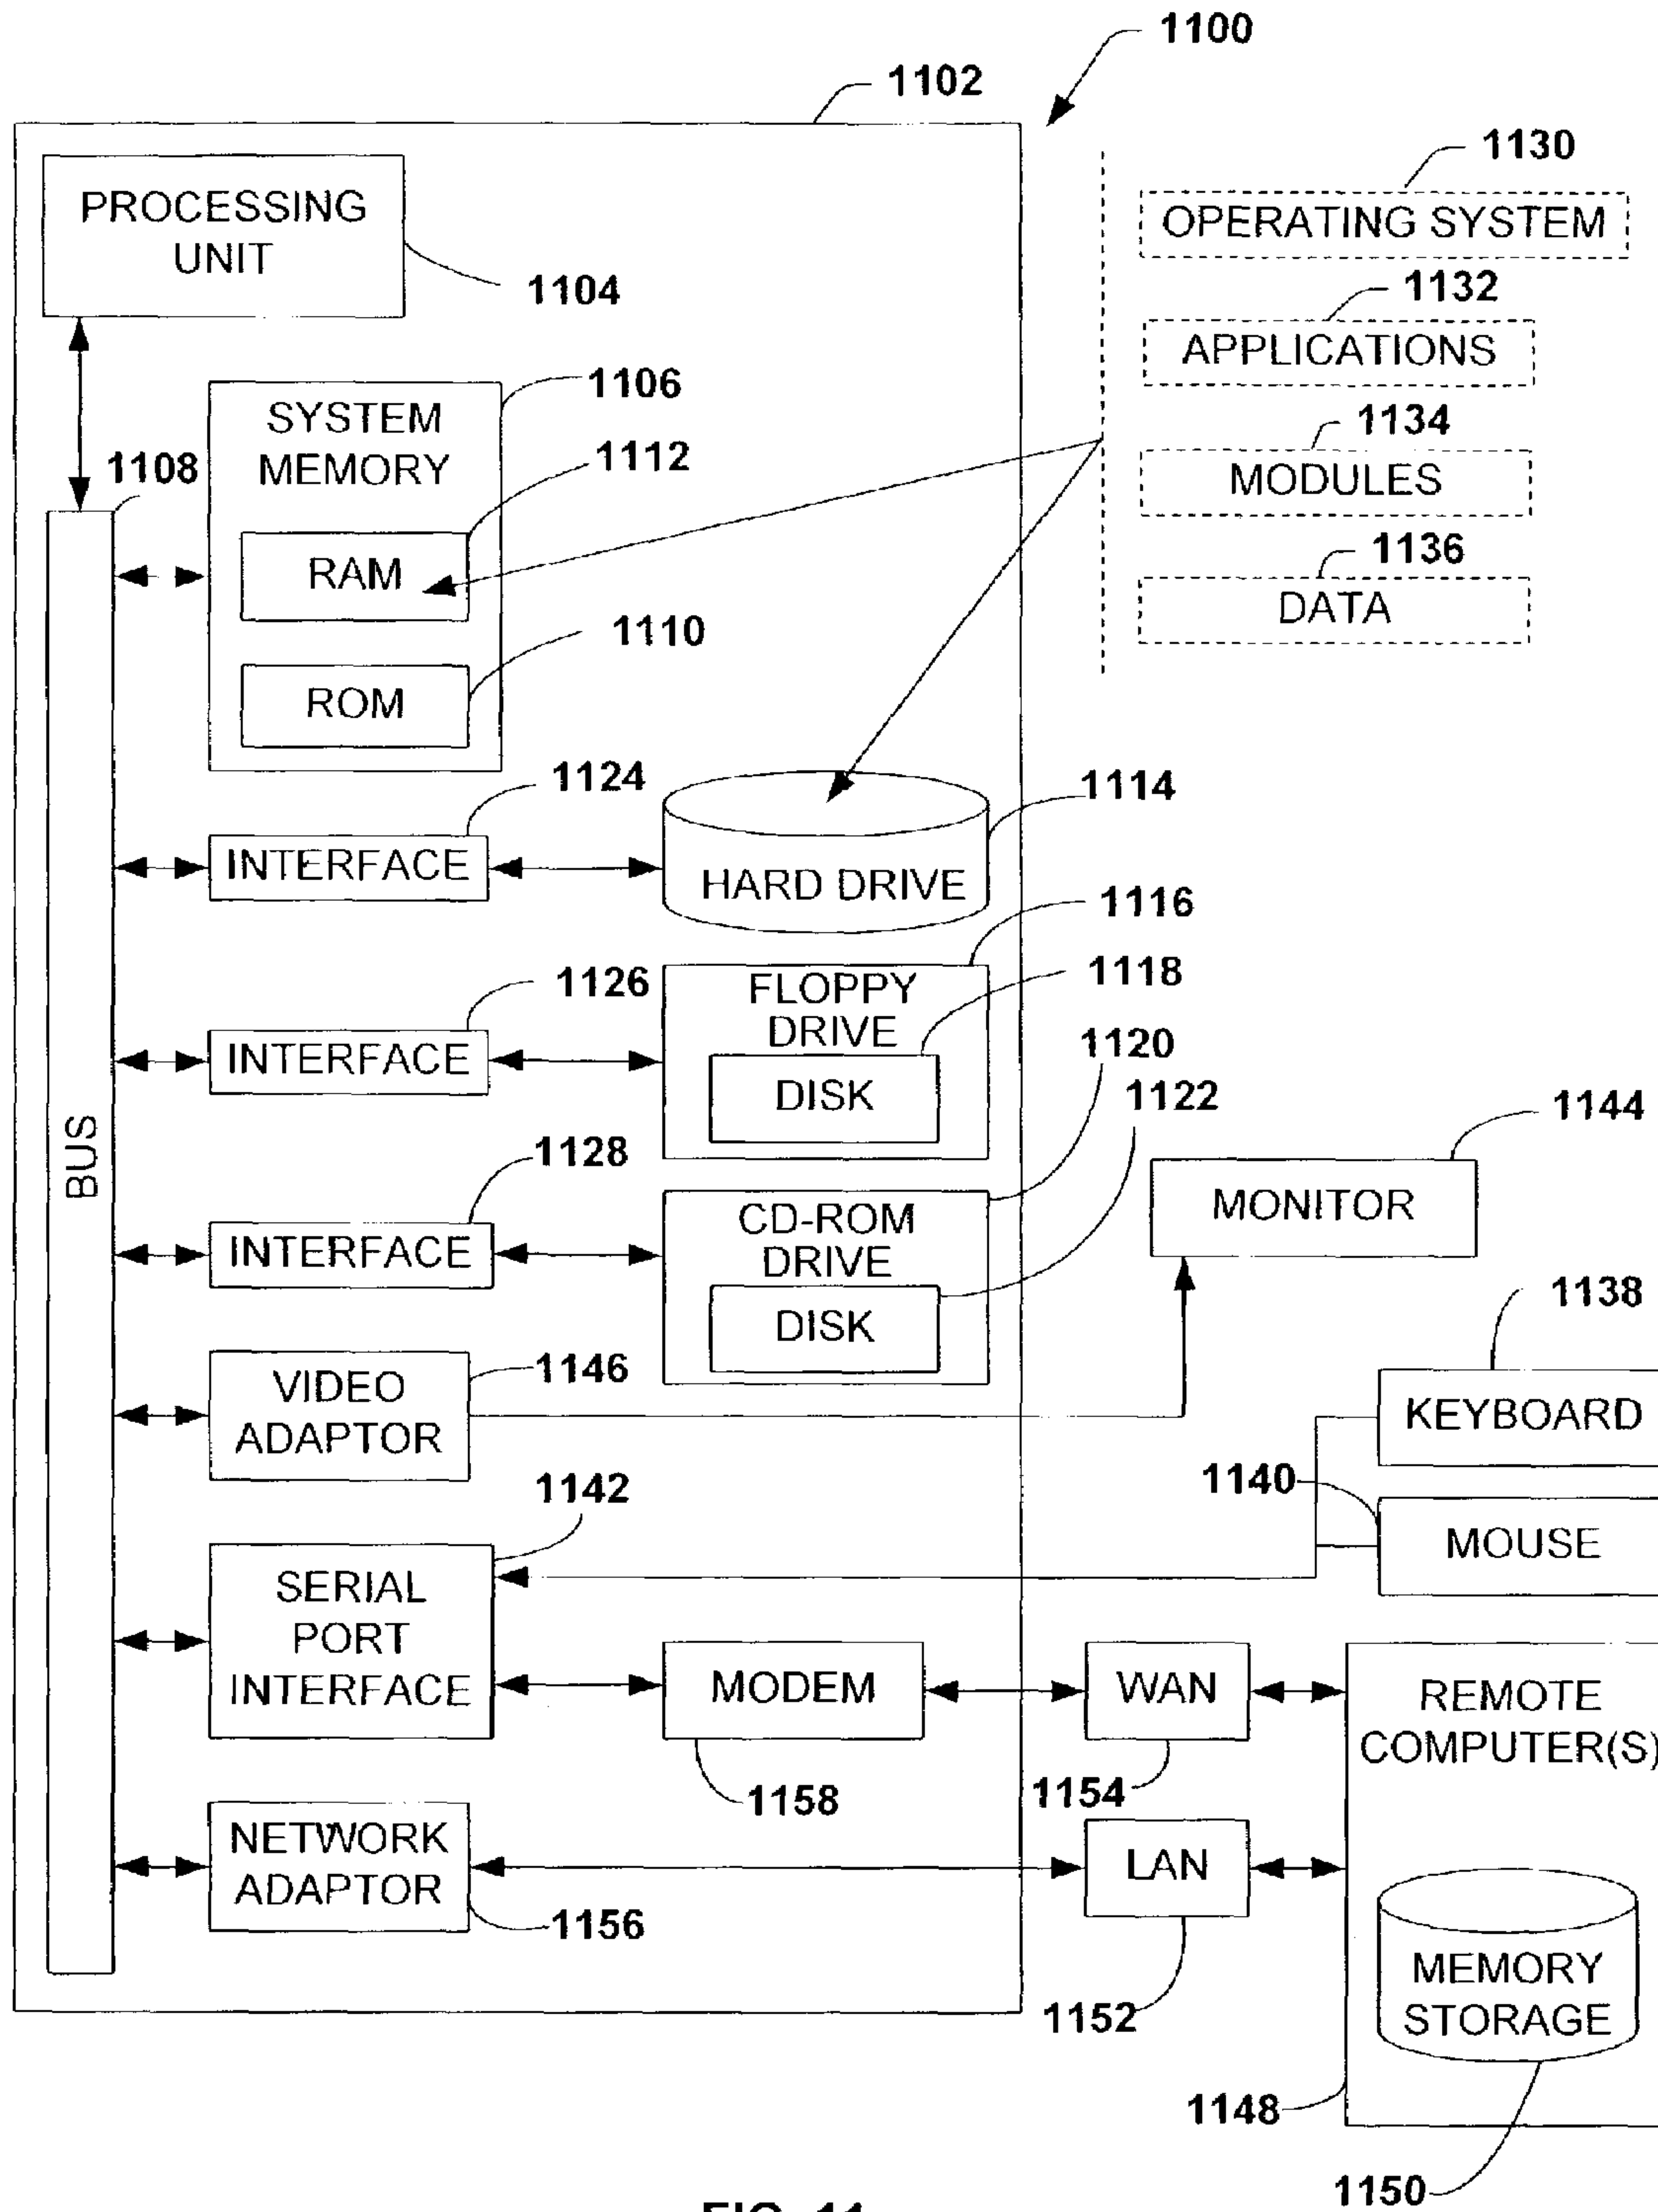 1100
1102
1130
PROCESSING
UNIT
OPERATING SYSTEM
1104
1132
APPLICATIONS
1106
SYSTEM
MEMORY
1134
1112
1108
MODULES
1136
RAM
DATA
1110
ROM
1124
1114
INTERFACE
HARD DRIVE
1116
1118
1126
FLOPPY
DRIVE
1120
INTERFACE
DISK
1122
1144
BUS
1128
MONITOR
CD-ROM
DRIVE
INTERFACE
1138
DISK
1146
VIDEO
ADAPTOR
KEYBOARD
1142
1140
MOUSE
SERIAL
PORT
INTERFACE
MODEM
WAN
REMOTE
COMPUTER(S)
1158
1154
NETWORK
ADAPTOR
LAN
1156
MEMORY
STORAGE
1152
1148
1150
FIG. 11